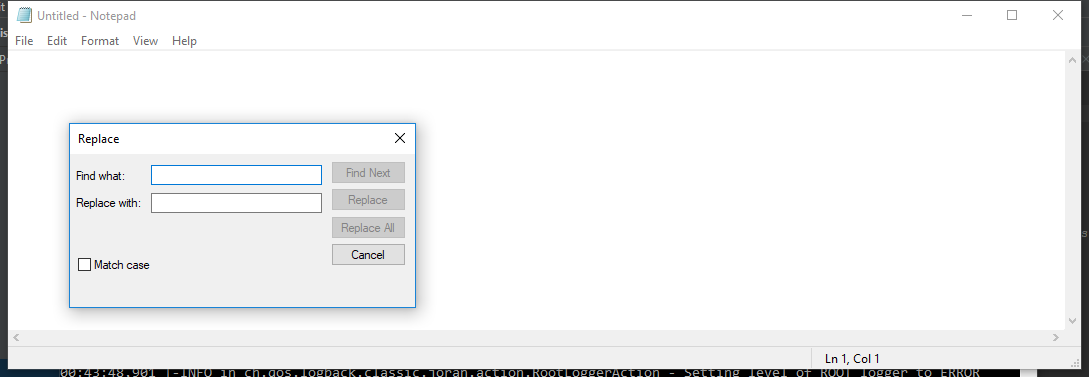 Untitled - Notepad
File Edit Format View Help
Replace
Find what:
Find Next
Replace with:
Replace
Replace All
Cancel
Match case
Ln 1, Col 1
00:43:48,901 |-INFO in ch.qos.logback.classic.joran.action.RootLoggerAction - Setting level of ROOT logger to ERROR